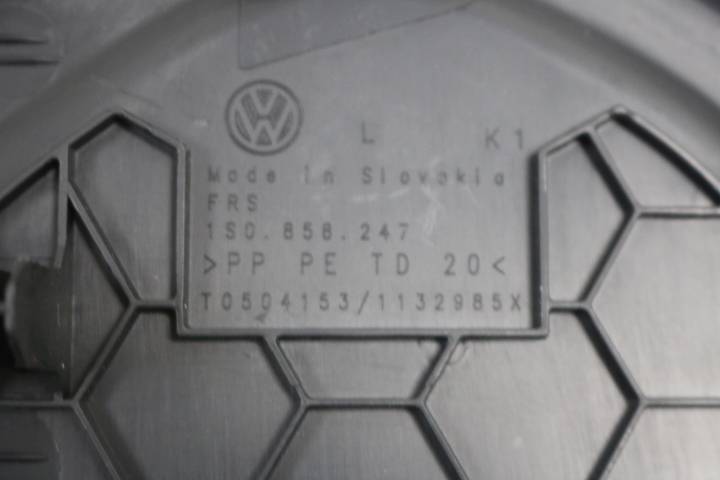 L K1
Made in Slovakia
FRS
1S0.858.247
>PP PE TD 20<
T0504153/1132985X